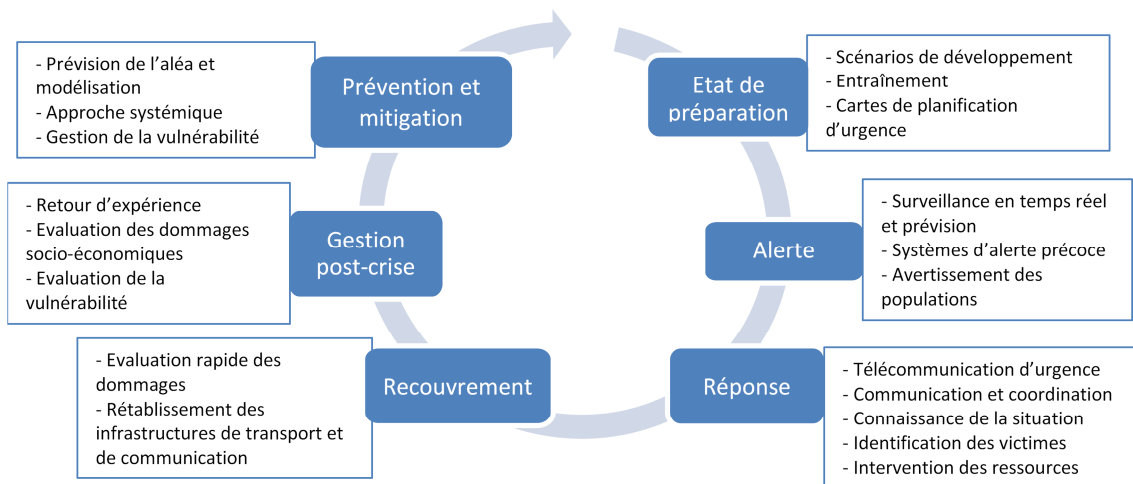 - Prévision de l’aléa et
modélisation
- Approche systémique
- Gestion de la vulnérabilité
Prévention et
mitigation
Etat de
préparation
- Scénarios de développement
- Entraînement
- Cartes de planification
d’urgence
- Retour d’expérience
- Evaluation des dommages
socio-économiques
- Evaluation de la
vulnérabilité
Gestion
post-crise
Alerte
- Surveillance en temps réel
et prévision
- Systèmes d’alerte précoce
- Avertissement des
populations
- Evaluation rapide des
dommages
- Rétablissement des
infrastructures de transport et
de communication
Recouvrement
Réponse
- Télécommunication d’urgence
- Communication et coordination
- Connaissance de la situation
- Identification des victimes
- Intervention des ressources